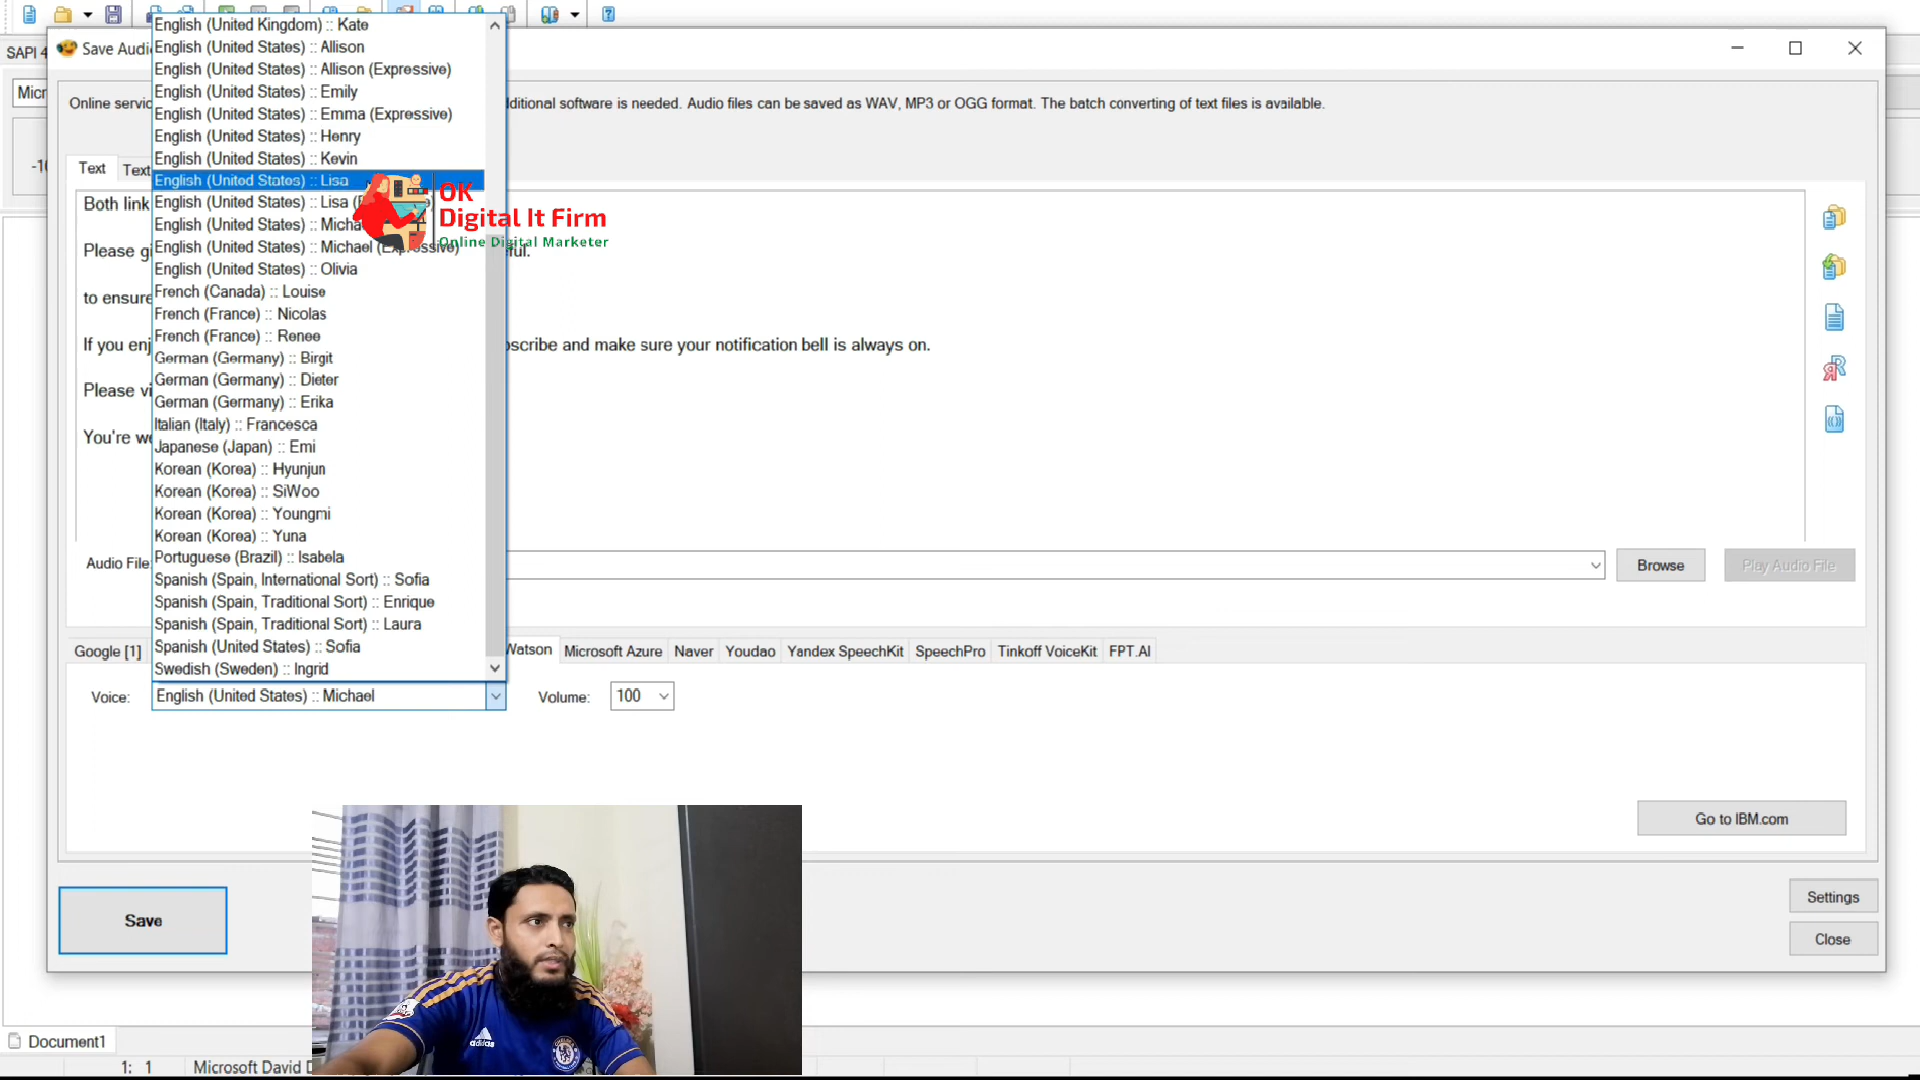 SAPI 4
Save Audi
Micr
Online servic
dditional software is needed. Audio files can be saved as WAV, MP3 or OGG format. The batch converting of text files is available.
-10
Text
Text
English (United Kingdom) :: Kate
English (United States) :: Allison
English (United States) :: Allison (Expressive)
English (United States) :: Emily
English (United States) :: Emma (Expressive)
English (United States) :: Henry
English (United States) :: Kevin
English (United States) :: Lisa
English (United States) :: Lisa
English (United States) :: Micha
English (United States) :: Michael (Expressive)
English (United States) :: Olivia
French (Canada) :: Louise
French (France) :: Nicolas
French (France) :: Renee
German (Germany) :: Birgit
German (Germany) :: Dieter
German (Germany) :: Erika
Italian (Italy) :: Francesca
Japanese (Japan) :: Emi
Korean (Korea) :: Hyunjun
Korean (Korea) :: SiWoo
Korean (Korea) :: Youngmi
Korean (Korea) :: Yuna
Portuguese (Brazil) :: Isabela
Spanish (Spain, International Sort) :: Sofia
Spanish (Spain, Traditional Sort) :: Enrique
Spanish (Spain, Traditional Sort) :: Laura
Spanish (United States) :: Sofia
Swedish (Sweden) :: Ingrid
OK
Digital It Firm
Online Digital Marketer
Both link
Please gi
ful.
to ensure
If you enj
scribe and make sure your notification bell is always on.
Please vi
You're we
Audio File
Browse
Play Audio File
Google [1]
Watson
Microsoft Azure
Naver
Youdao
Yandex SpeechKit
SpeechPro
Tinkoff VoiceKit
FPT.AI
Voice:
English (United States) :: Michael
Volume:
100
Go to IBM.com
Save
Settings
Close
adidas
Document1
1: 1
Microsoft David D